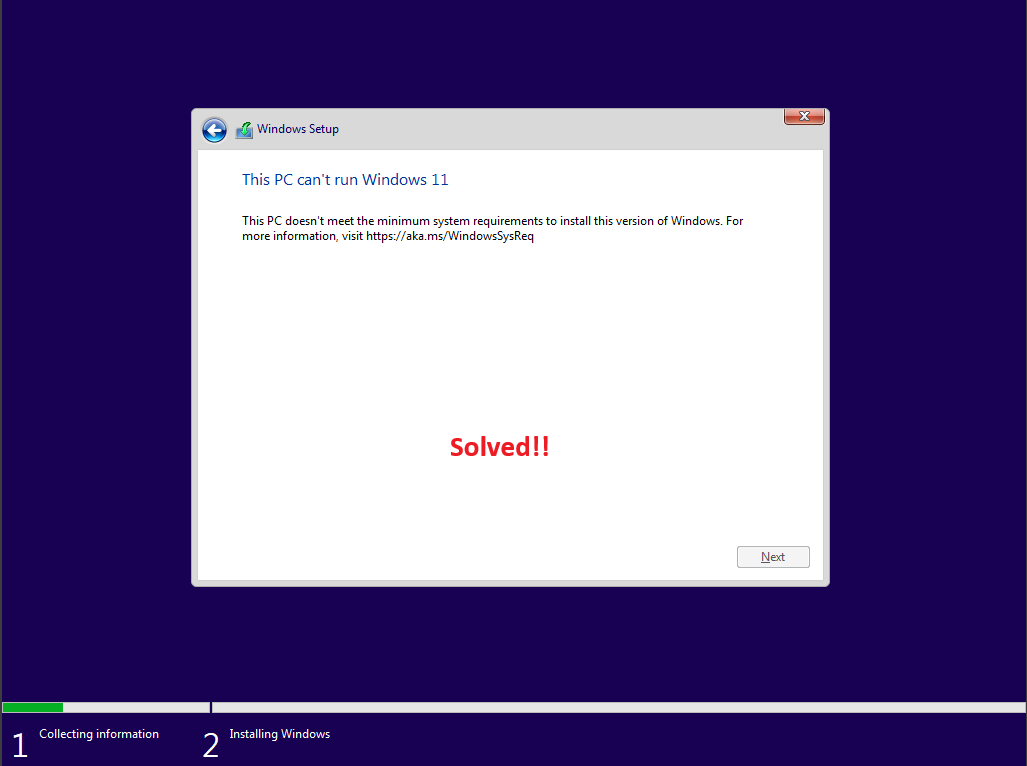 Windows Setup
This PC can't run Windows 11
This PC doesn't meet the minimum system requirements to install this version of Windows. For
more information, visit https://aka.ms/WindowsSysReq
Solved!!
Next
1 Collecting information
2 Installing Windows